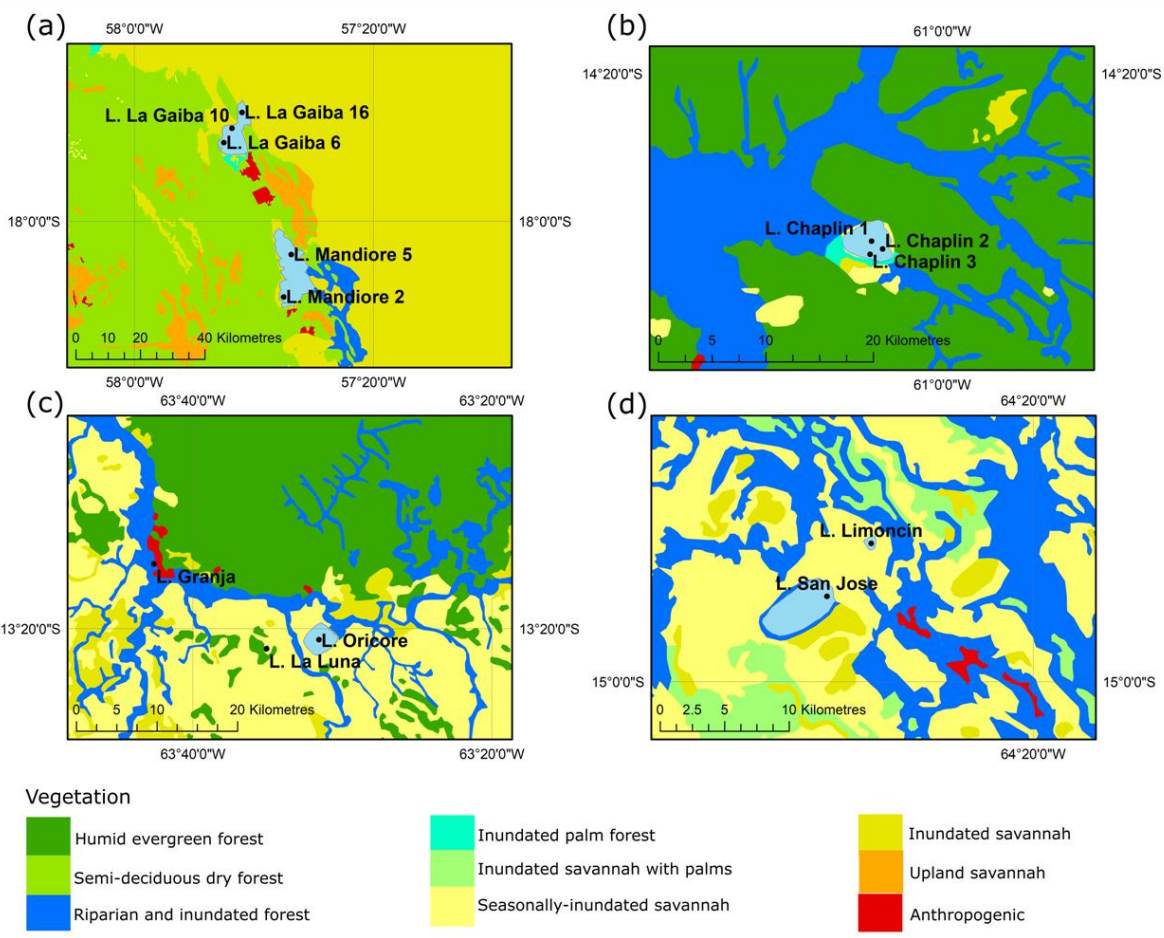 (a)
58°0'0"W
57°20'0"W
L. La Gaiba 10
L. La Gaiba 16
L. La Gaiba 6
18°0'0"S
18°0'0"S
L. Mandiore 5
L. Mandiore 2
0 10 20 40 Kilometres
58°0'0"W
57°20'0"W
(b)
61°0'0"W
14°20'0"S
14°20'0"S
L. Chaplin 1
L. Chaplin 2
L. Chaplin 3
0 5 10 20 Kilometres
61°0'0"W
(c)
63°40'0"W
63°20'0"W
L. Granja
13°20'0"S
13°20'0"S
L. Oricore
L. La Luna
0 5 10 20 Kilometres
63°40'0"W
63°20'0"W
(d)
64°20'0"W
L. Limoncin
L. San Jose
15°0'0"S
15°0'0"S
0 2.5 5 10 Kilometres
64°20'0"W
Vegetation
Humid evergreen forest
Semi-deciduous dry forest
Riparian and inundated forest
Inundated palm forest
Inundated savannah with palms
Seasonally-inundated savannah
Inundated savannah
Upland savannah
Anthropogenic